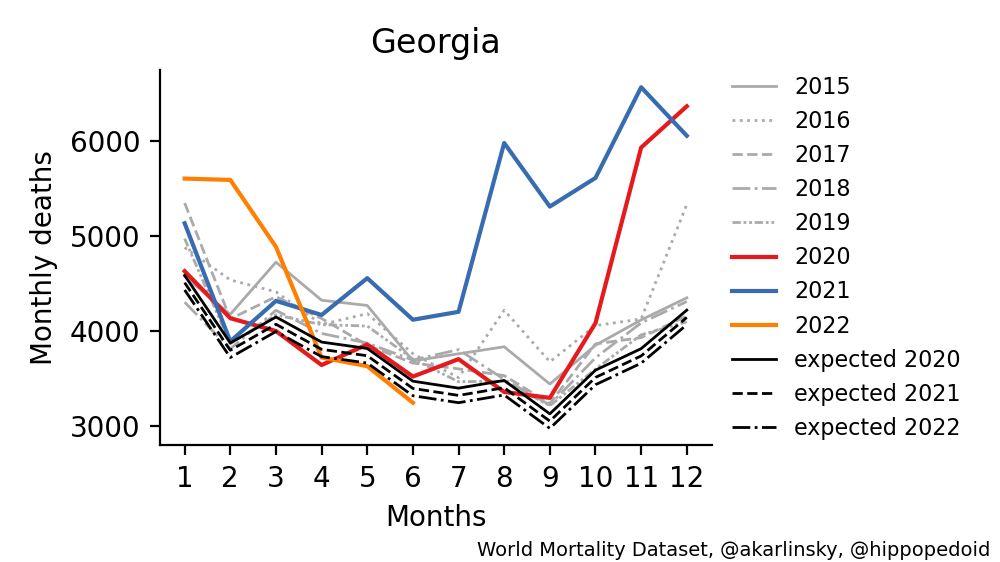 Georgia
Monthly deaths
6000
5000
4000
3000
1 2 3 4 5 6 7 8 9 10 11 12
Months
2015
2016
2017
2018
2019
2020
2021
2022
expected 2020
expected 2021
expected 2022
World Mortality Dataset, @akarlinsky, @hippopedoid